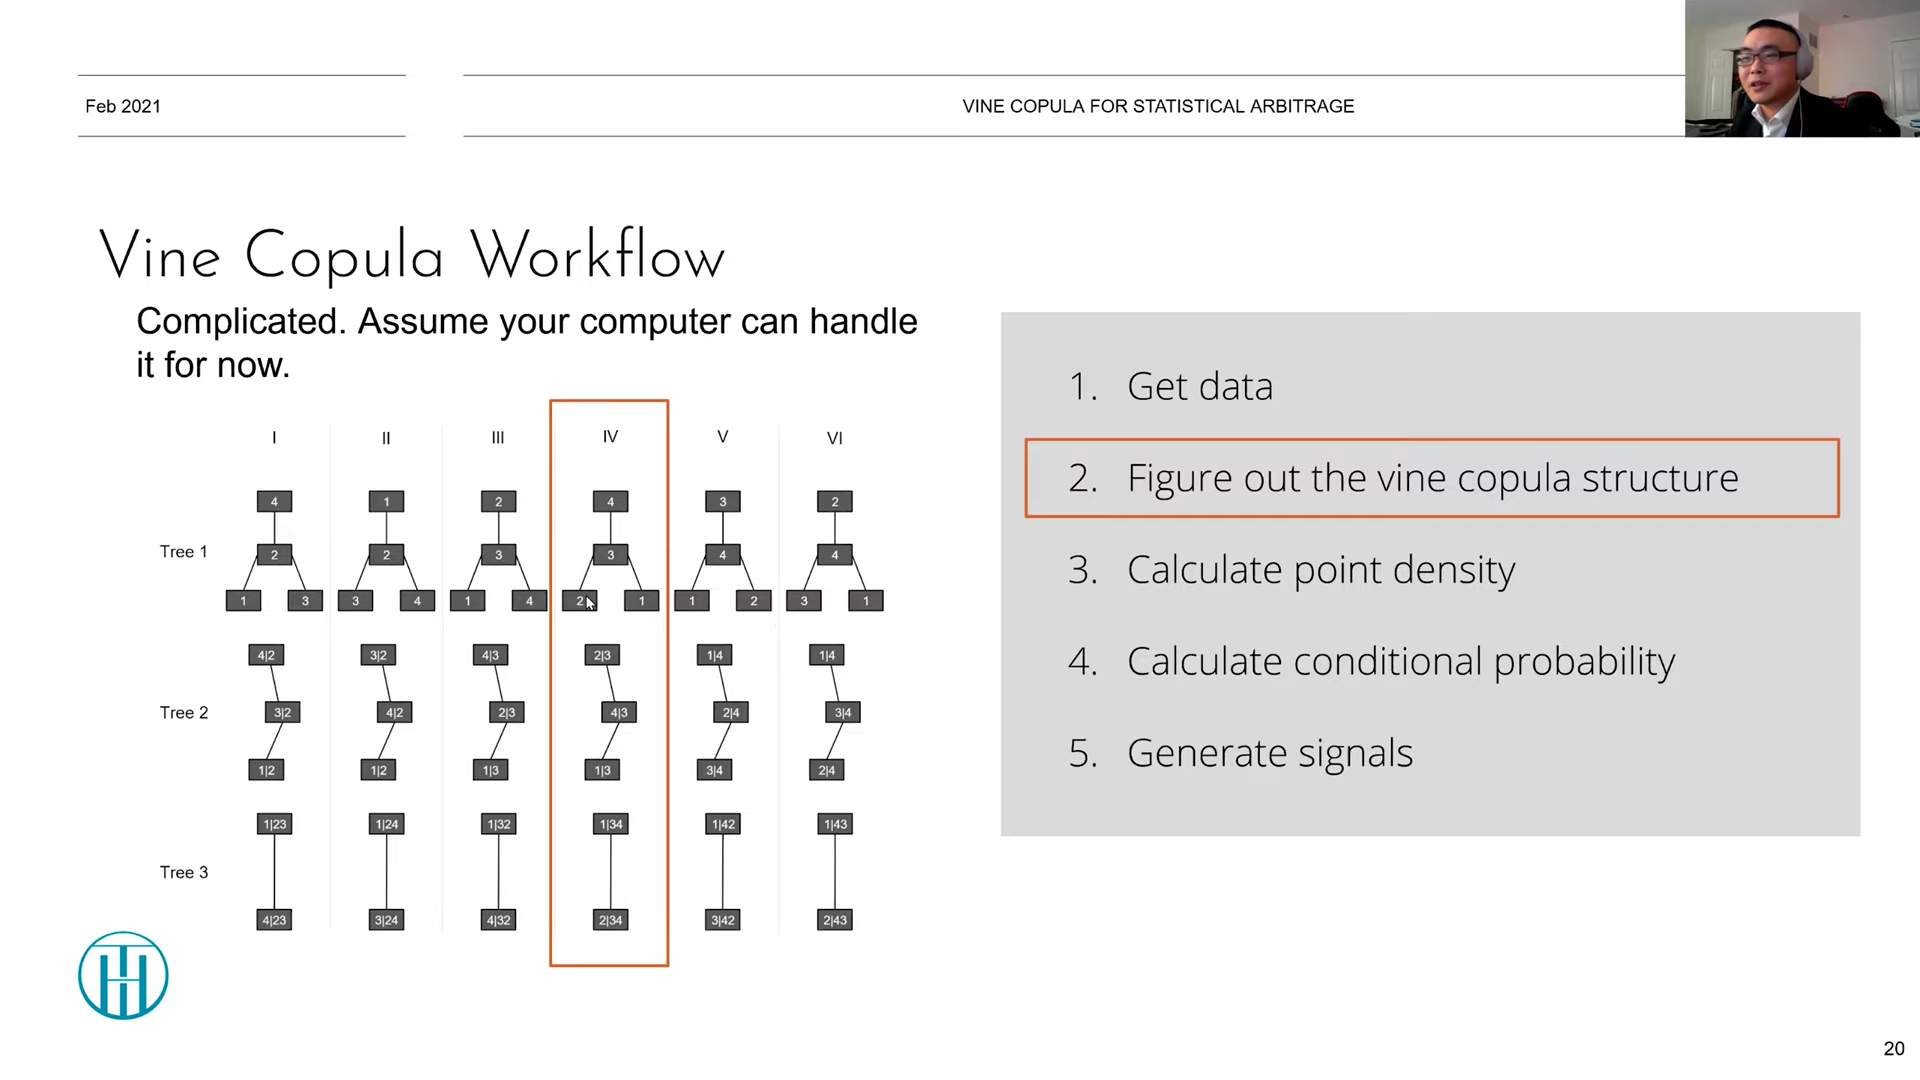 Feb 2021
VINE COPULA FOR STATISTICAL ARBITRAGE
Vine Copula Workflow
Complicated. Assume your computer can handle
it for now.
I II III IV V VI
4 1 2 4 3 2
Tree 1
2 2 3 3 4 4
1 3 3 4 1 4 2 1 1 2 3 1
4|2 3|2 4|3 2|3 1|4 1|4
Tree 2
3|2 4|2 2|3 4|3 2|4 3|4
1|2 1|2 1|3 1|3 3|4 2|4
1|23 1|24 1|32 1|34 1|42 1|43
Tree 3
4|23 3|24 4|32 2|34 3|42 2|43
1. Get data
2. Figure out the vine copula structure
3. Calculate point density
4. Calculate conditional probability
5. Generate signals
20